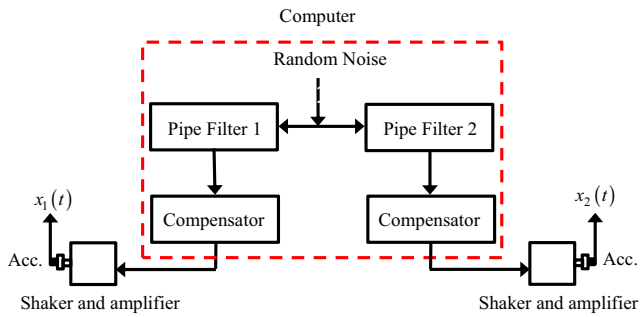 Computer
Random Noise
Pipe Filter 1
Pipe Filter 2
x₁(t)
Compensator
Compensator
x₂(t)
Acc.
Acc.
Shaker and amplifier
Shaker and amplifier